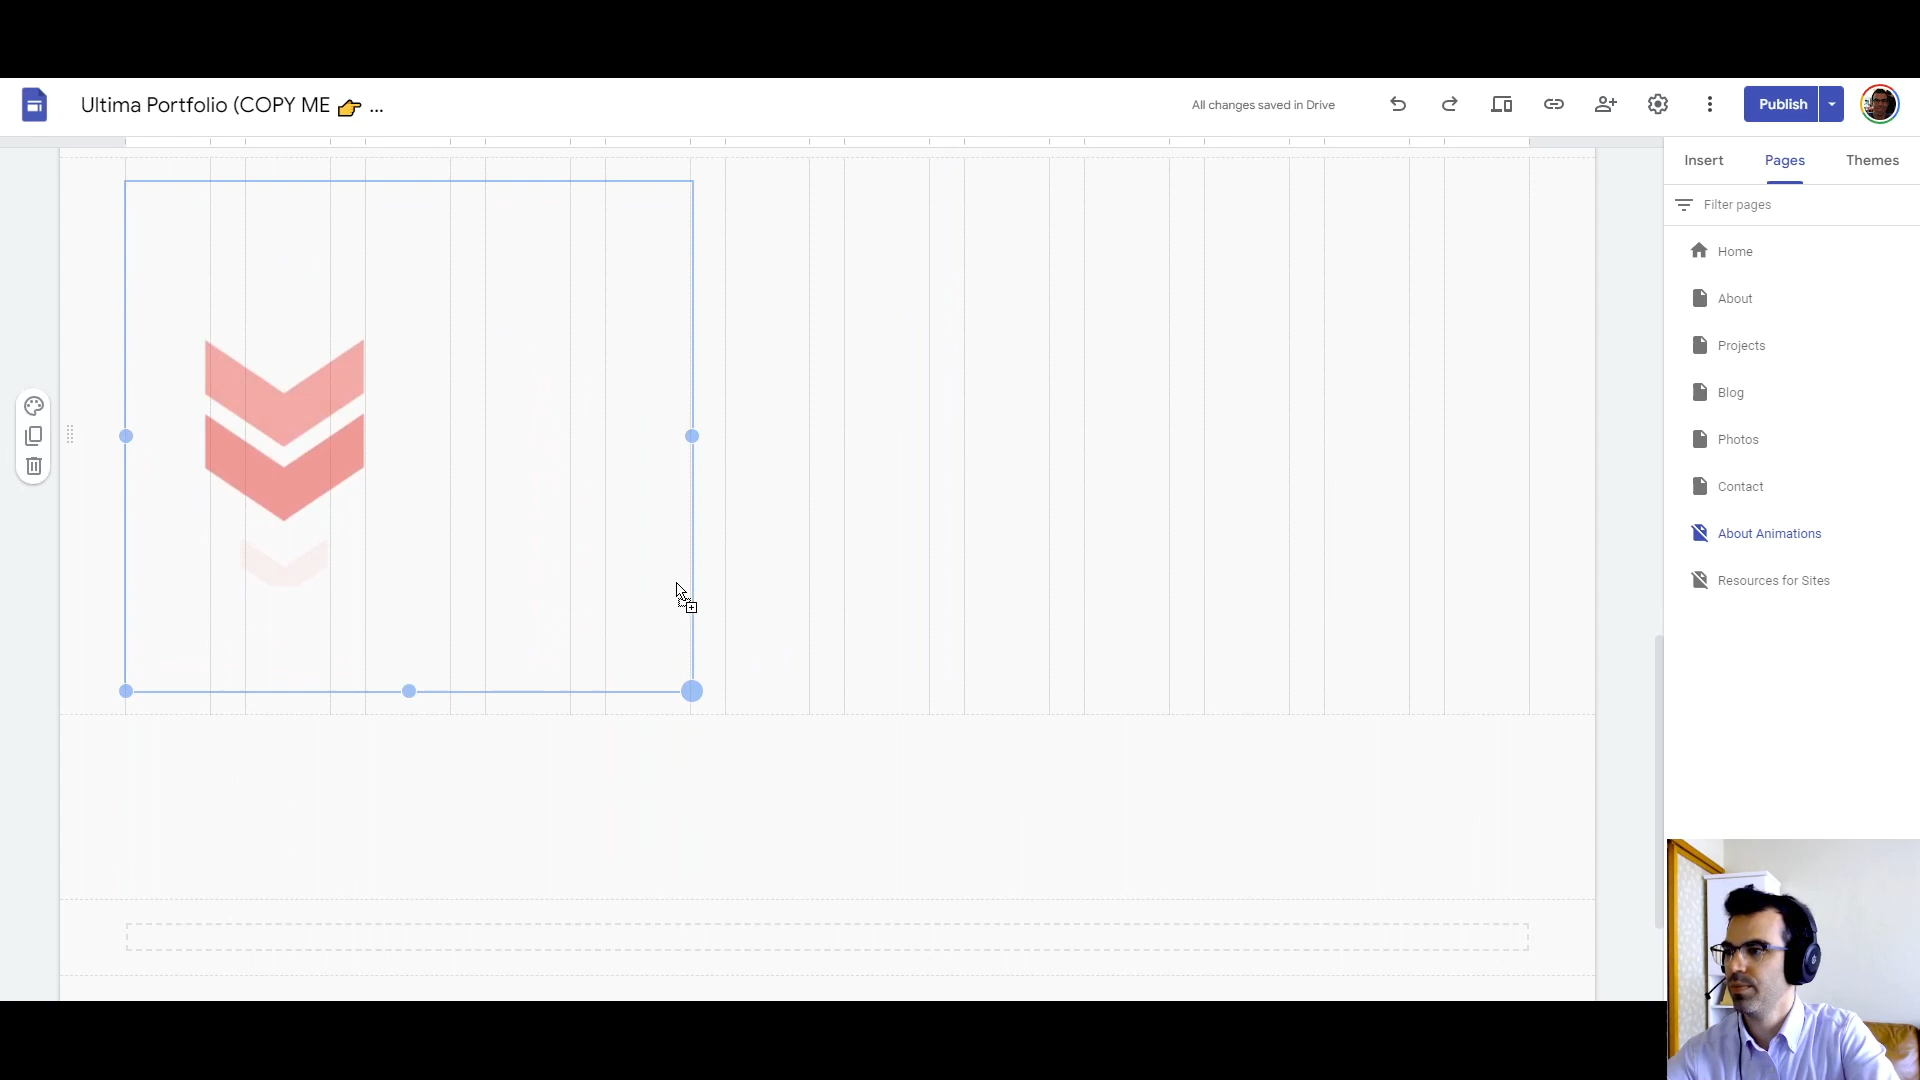 Ultima Portfolio (COPY ME 👉 ...
All changes saved in Drive
Publish
Insert
Pages
Themes
Filter pages
Home
About
Projects
Blog
Photos
Contact
About Animations
Resources for Sites